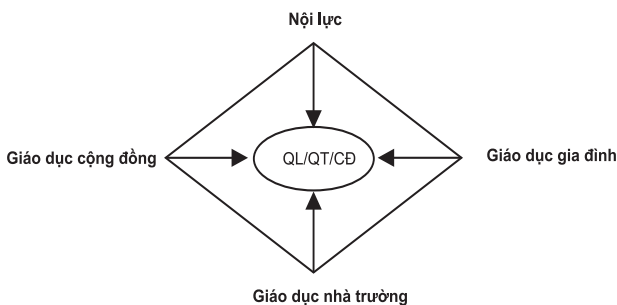 Nội lực
Giáo dục cộng đồng
QL/QT/CĐ
Giáo dục gia đình
Giáo dục nhà trường